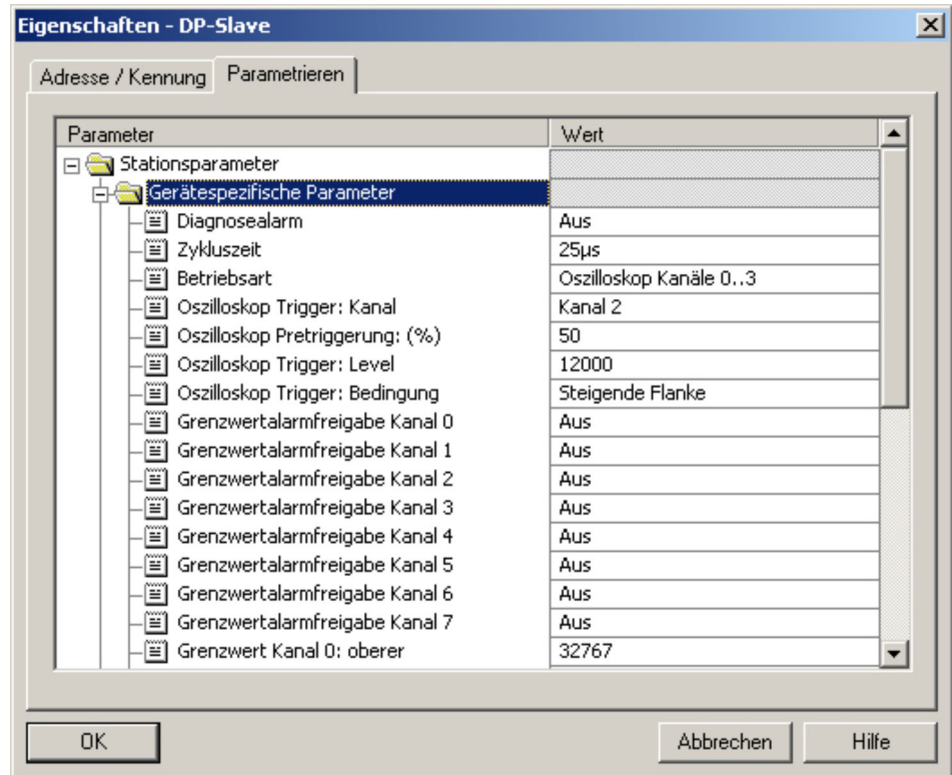 Eigenschaften - DP-Slave
Adresse / Kennung Parametrieren
Parameter Wert
Stationsparameter
Gerätespezifische Parameter
Diagnosealarm Aus
Zykluszeit 25µs
Betriebsart Oszilloskop Kanäle 0..3
Oszilloskop Trigger: Kanal Kanal 2
Oszilloskop Pretriggerung: (%) 50
Oszilloskop Trigger: Level 12000
Oszilloskop Trigger: Bedingung Steigende Flanke
Grenzwertalarmfreigabe Kanal 0 Aus
Grenzwertalarmfreigabe Kanal 1 Aus
Grenzwertalarmfreigabe Kanal 2 Aus
Grenzwertalarmfreigabe Kanal 3 Aus
Grenzwertalarmfreigabe Kanal 4 Aus
Grenzwertalarmfreigabe Kanal 5 Aus
Grenzwertalarmfreigabe Kanal 6 Aus
Grenzwertalarmfreigabe Kanal 7 Aus
Grenzwert Kanal 0: oberer 32767
OK Abbrechen Hilfe